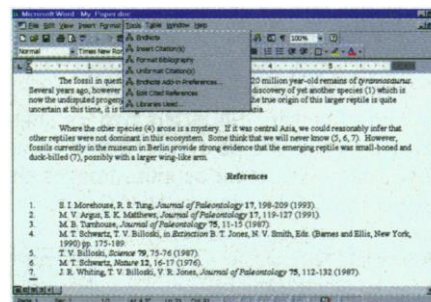 Microsoft Word - My Paper.doc
File Edit View Insert Format Tools Table Window Help
100%
Normal Times New Ro
EndNote
Insert Citation(s)
Format Bibliography
Unformat Citation(s)
EndNote Add-in Preferences...
Edit Cited References
Libraries Used...
The fossil in quest 20 million year-old remains of tyrannosaurus.
Several years ago, however discovery of yet another species (1) which is
now the undisputed progeny the true origin of this larger reptile is quite
uncertain at this time, it is asia.
Where the other species (4) arose is a mystery. If it was central Asia, we could reasonably infer that
other reptiles were not dominant in this ecosystem. Some think that we will never know (5, 6, 7). However,
fossils currently in the museum in Berlin provide strong evidence that the emerging reptile was small-boned and
duck-billed (7), possibly with a larger wing-like arm.
References
1. S. I. Morehouse, R. S. Tung, Journal of Paleontology 17, 198-209 (1993).
2. M. V. Argus, E. K. Matthews, Journal of Paleontology 17, 119-127 (1991).
3. M. B. Turnhouse, Journal of Paleontology 75, 11-15 (1987).
4. M. T. Schwartz, T. V. Billoski, in Extinction B. T. Jones, N. V. Smith, Eds. (Barnes and Ellis, New York,
1990) pp. 175-189.
5. T. V. Billoski, Science 79, 75-76 (1987).
6. M. T. Schwartz, Nature 12, 16-17 (1976).
7. J. R. Whiting, T. V. Billoski, V. R. Jones, Journal of Paleontology 75, 112-132 (1987).
Page 1 Sec 1